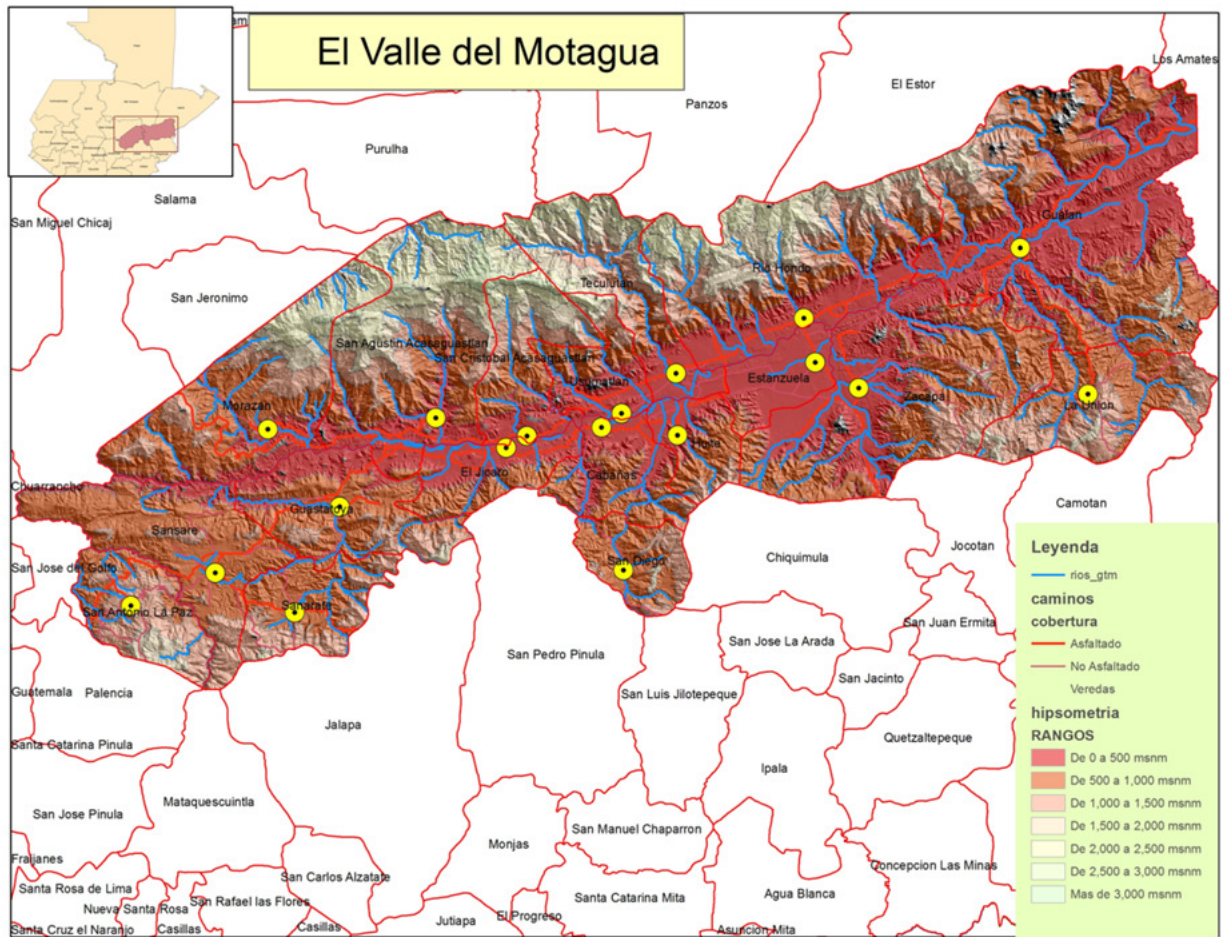 El Valle del Motagua
Los Amates
El Estor
Panzos
Purulha
Salama
San Miguel Chicaj
San Jeronimo
Gualan
Rio Hondo
Teculutan
San Agustin Acasaguastlan
San Cristobal Acasaguastlan
Usumatlan
Estanzuela
Zacapa
La Union
Morazan
Huite
El Jicaro
Cabañas
Chuarrancho
Guastatoya
Sansare
Camotan
San Jose del Golfo
San Diego
Chiquimula
Jocotan
San Antonio La Paz
Sanarate
San Juan Ermita
San Jose La Arada
San Pedro Pinula
San Jacinto
Guatemala
Palencia
San Luis Jilotepeque
Jalapa
Quetzaltepeque
Santa Catarina Pinula
Ipala
Mataquescuintla
San Jose Pinula
San Manuel Chaparron
Monjas
Fraijanes
Concepcion Las Minas
San Carlos Alzatate
Santa Rosa de Lima
San Rafael las Flores
Santa Catarina Mita
Agua Blanca
Nueva Santa Rosa
El Progreso
Jutiapa
Santa Cruz el Naranjo
Casillas
Casillas
Asuncion Mita
Leyenda
rios_gtm
caminos
cobertura
Asfaltado
No Asfaltado
Veredas
hipsometria
RANGOS
De 0 a 500 msnm
De 500 a 1,000 msnm
De 1,000 a 1,500 msnm
De 1,500 a 2,000 msnm
De 2,000 a 2,500 msnm
De 2,500 a 3,000 msnm
Mas de 3,000 msnm